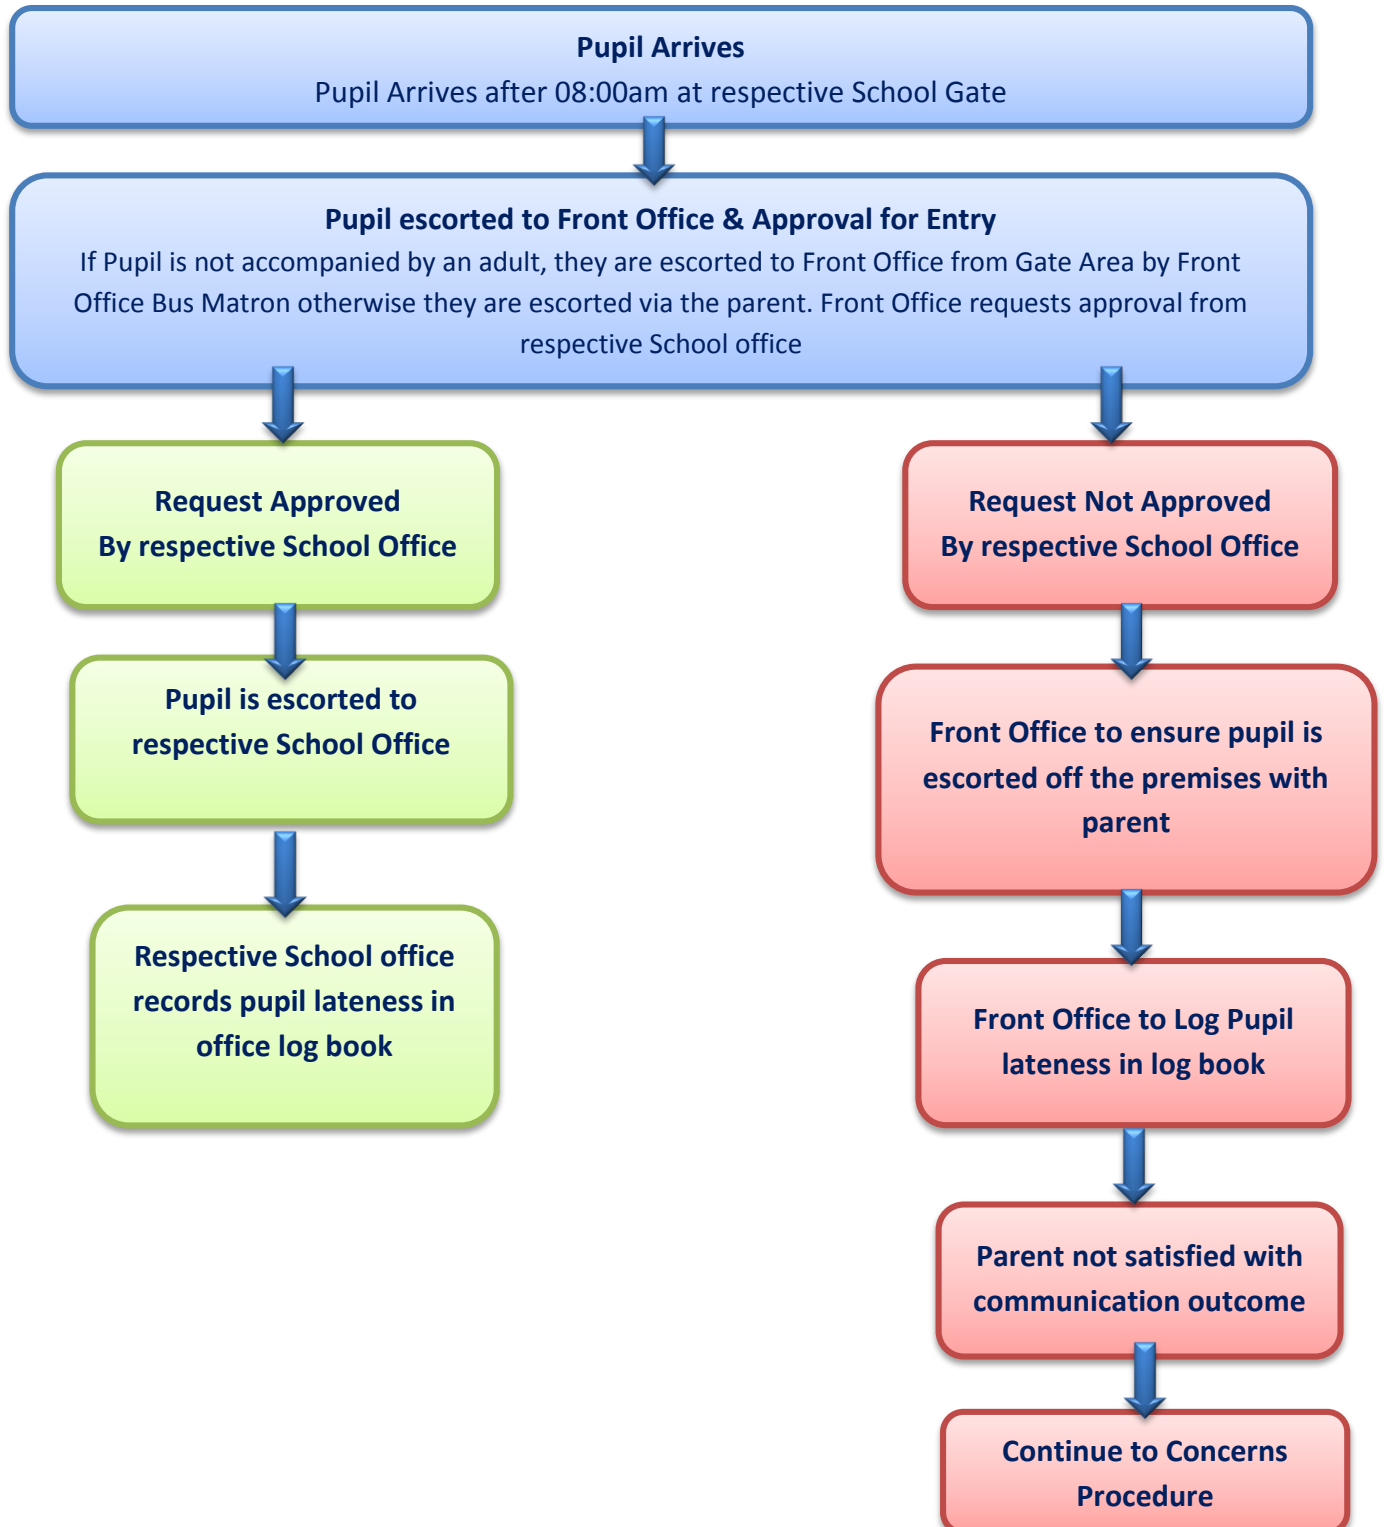 Pupil Arrives
Pupil Arrives after 08:00am at respective School Gate
Pupil escorted to Front Office & Approval for Entry
If Pupil is not accompanied by an adult, they are escorted to Front Office from Gate Area by Front
Office Bus Matron otherwise they are escorted via the parent. Front Office requests approval from
respective School office
Request Approved
By respective School Office
Pupil is escorted to
respective School Office
Respective School office
records pupil lateness in
office log book
Request Not Approved
By respective School Office
Front Office to ensure pupil is
escorted off the premises with
parent
Front Office to Log Pupil
lateness in log book
Parent not satisfied with
communication outcome
Continue to Concerns
Procedure